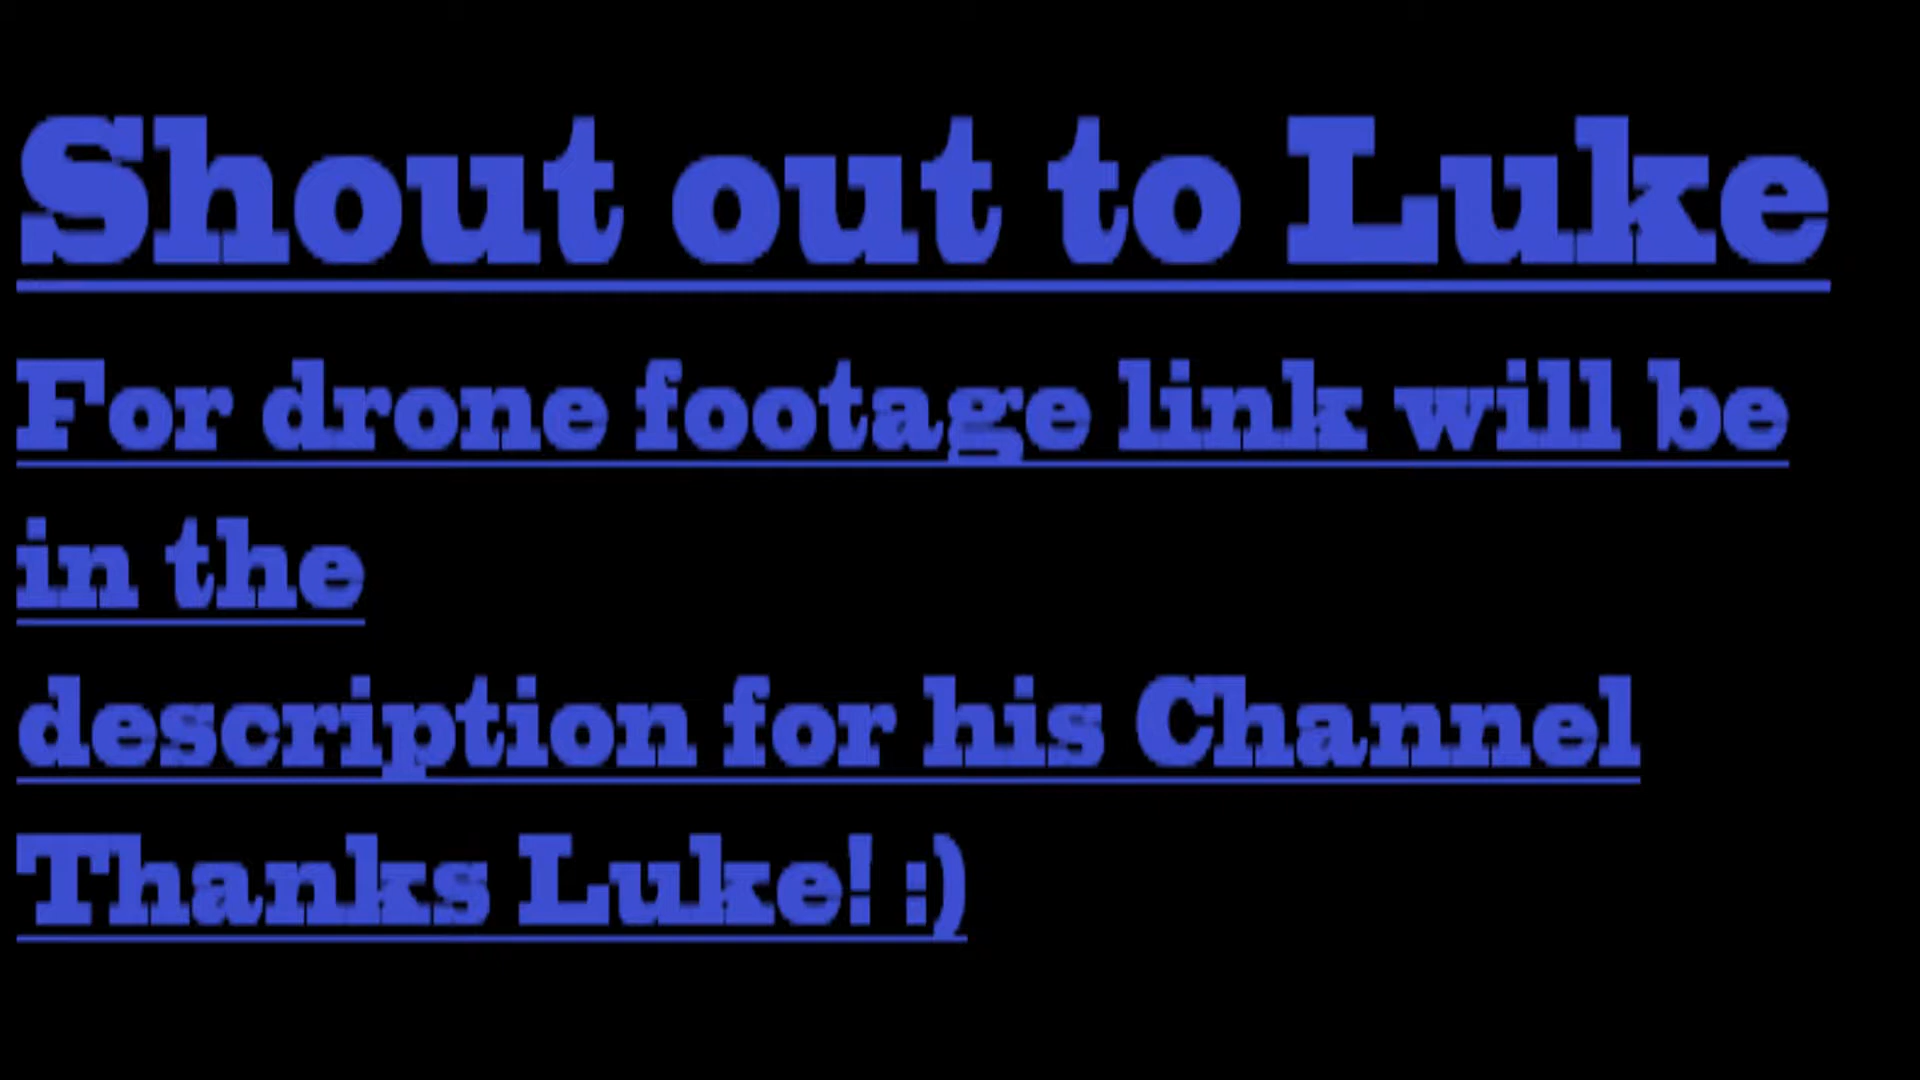 Shout out to Luke
For drone footage link will be
in the
description for his Channel
Thanks Luke! :)